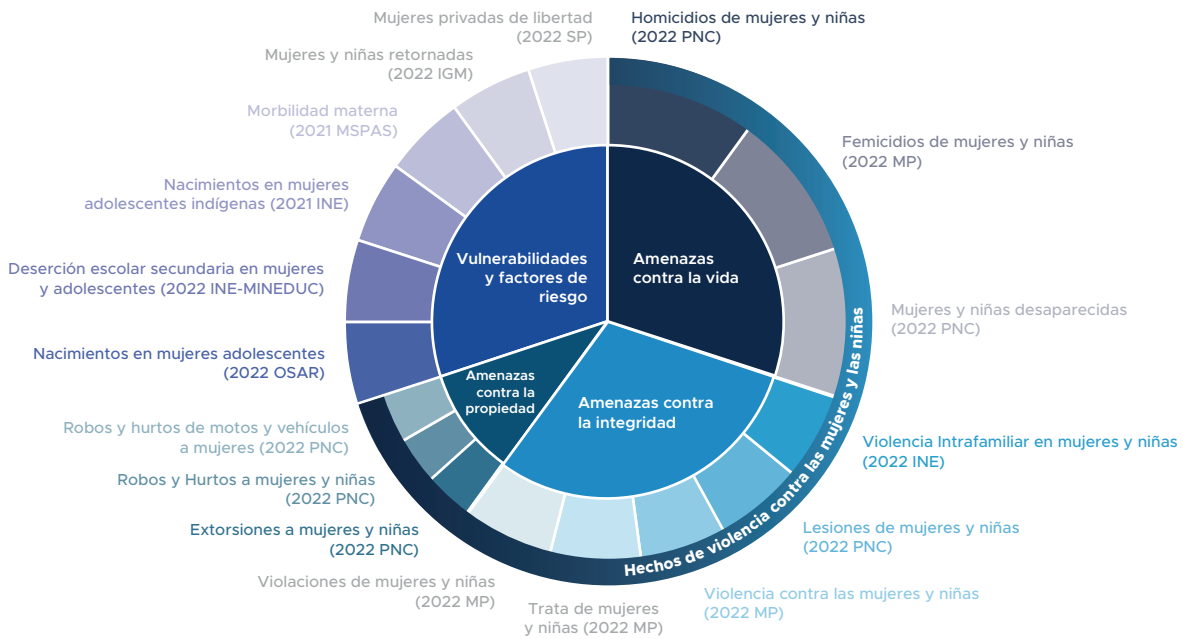 Mujeres privadas de libertad
(2022 SP)
Homicidios de mujeres y niñas
(2022 PNC)
Mujeres y niñas retornadas
(2022 IGM)
Morbilidad materna
(2021 MSPAS)
Femicidios de mujeres y niñas
(2022 MP)
Nacimientos en mujeres
adolescentes indígenas (2021 INE)
Vulnerabilidades
y factores de
riesgo
Amenazas
contra la vida
Deserción escolar secundaria en mujeres
y adolescentes (2022 INE-MINEDUC)
Mujeres y niñas desaparecidas
(2022 PNC)
Nacimientos en mujeres adolescentes
(2022 OSAR)
Amenazas
contra la
propiedad
Amenazas contra
la integridad
Hechos de violencia contra las mujeres y las niñas
Robos y hurtos de motos y vehículos
a mujeres (2022 PNC)
Violencia Intrafamiliar en mujeres y niñas
(2022 INE)
Robos y Hurtos a mujeres y niñas
(2022 PNC)
Extorsiones a mujeres y niñas
(2022 PNC)
Lesiones de mujeres y niñas
(2022 PNC)
Violaciones de mujeres y niñas
(2022 MP)
Trata de mujeres
y niñas (2022 MP)
Violencia contra las mujeres y niñas
(2022 MP)